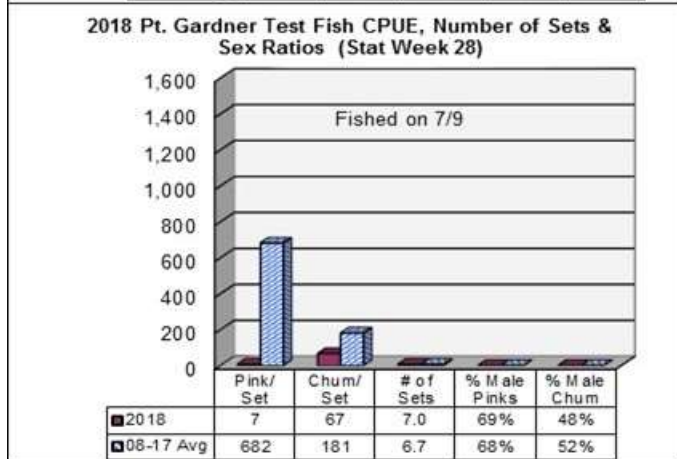 2018 Pt. Gardner Test Fish CPUE, Number of Sets &
Sex Ratios (Stat Week 28)
1,600
1,400
1,200
1,000
800
600
400
200
0
Fished on 7/9
Pink/ Chum/ # of % Male % Male
Set Set Sets Pinks Chum
2018 7 67 7.0 69% 48%
08-17 Avg 682 181 6.7 68% 52%